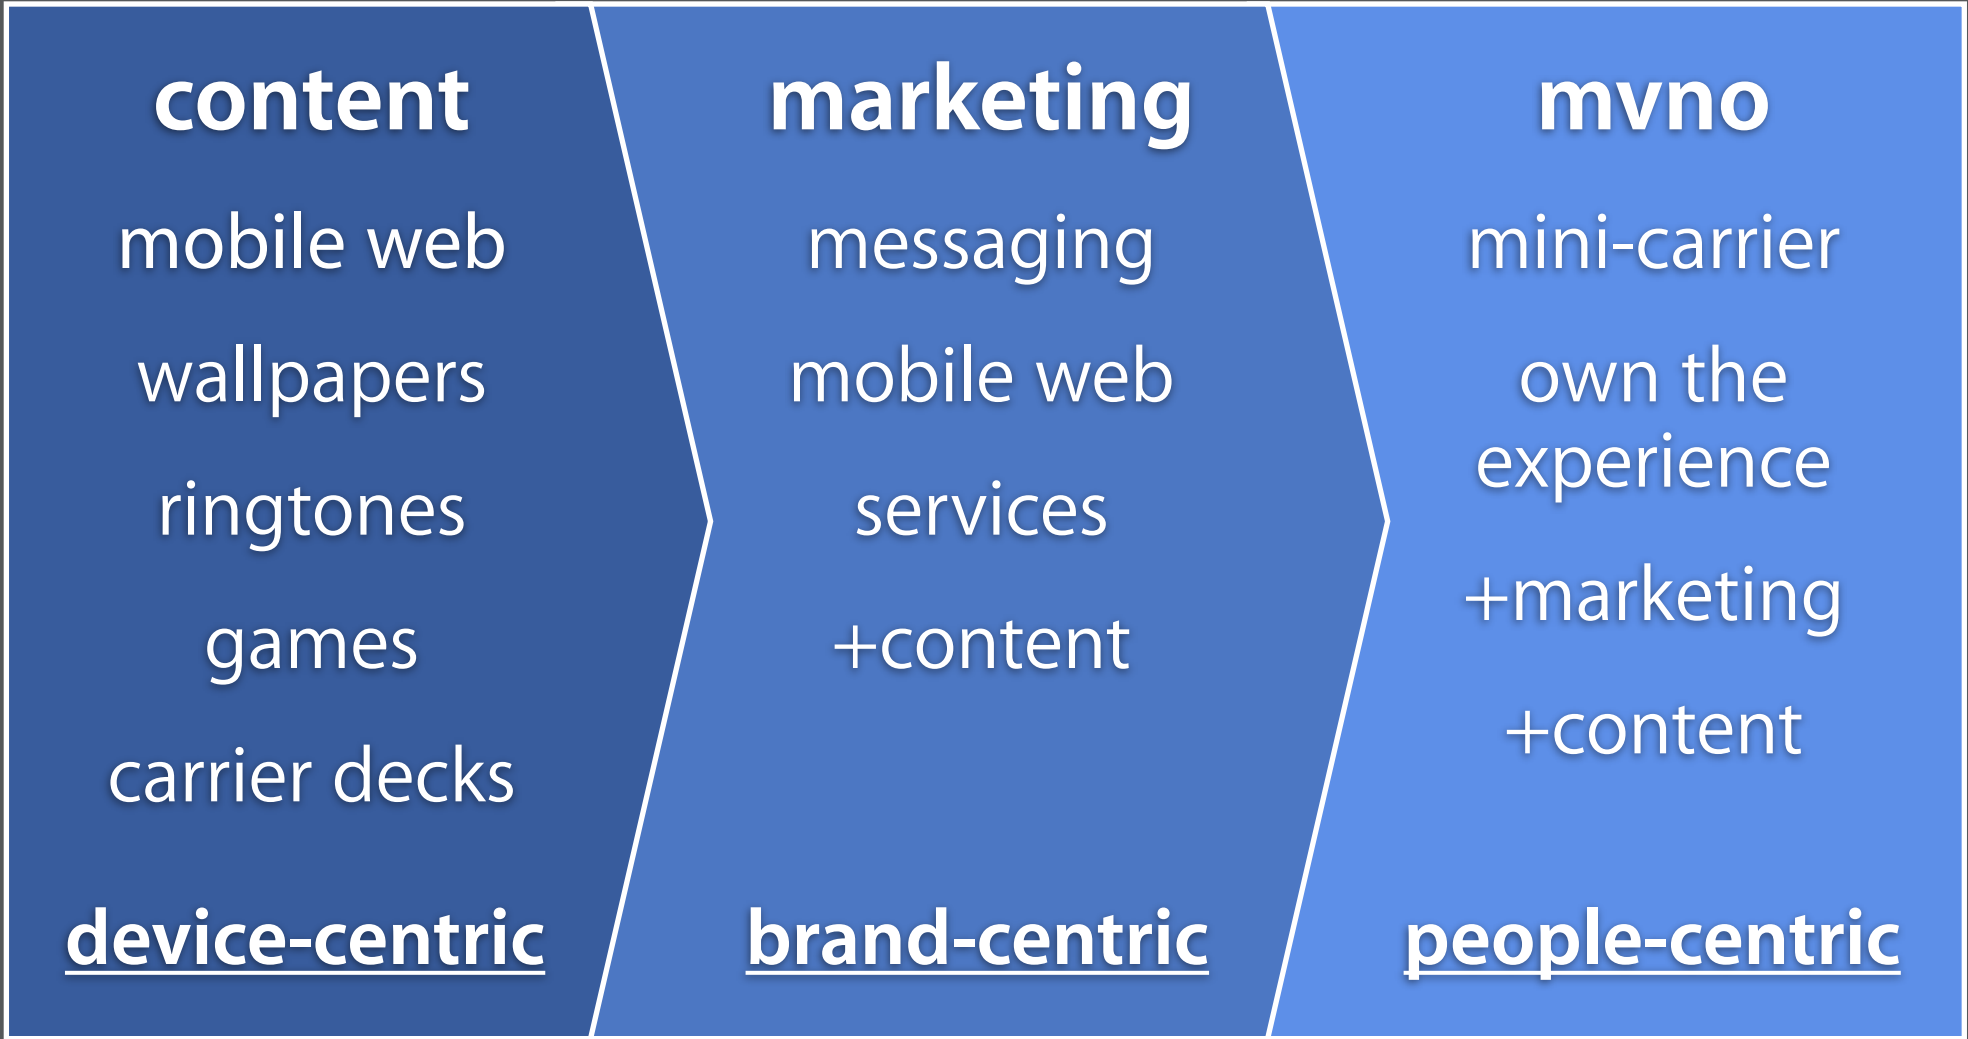 content
mobile web
wallpapers
ringtones
games
carrier decks
device-centric
marketing
messaging
mobile web
services
+content
brand-centric
mvno
mini-carrier
own the
experience
+marketing
+content
people-centric